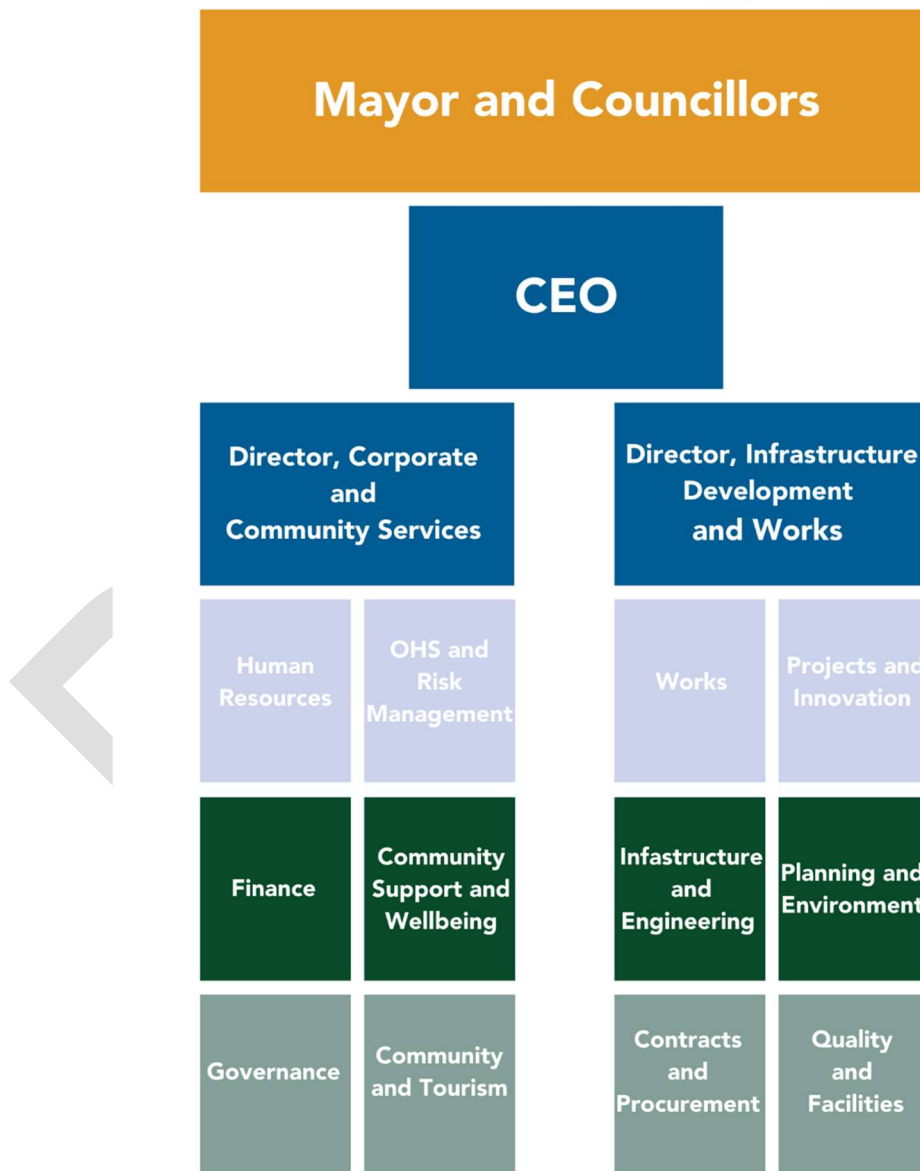 Mayor and Councillors
CEO
Director, Corporate
and
Community Services
Director, Infrastructure
Development
and Works
Human
Resources
OHS and
Risk
Management
Works
Projects and
Innovation
Finance
Community
Support and
Wellbeing
Infastructure
and
Engineering
Planning and
Environment
Governance
Community
and Tourism
Contracts
and
Procurement
Quality
and
Facilities